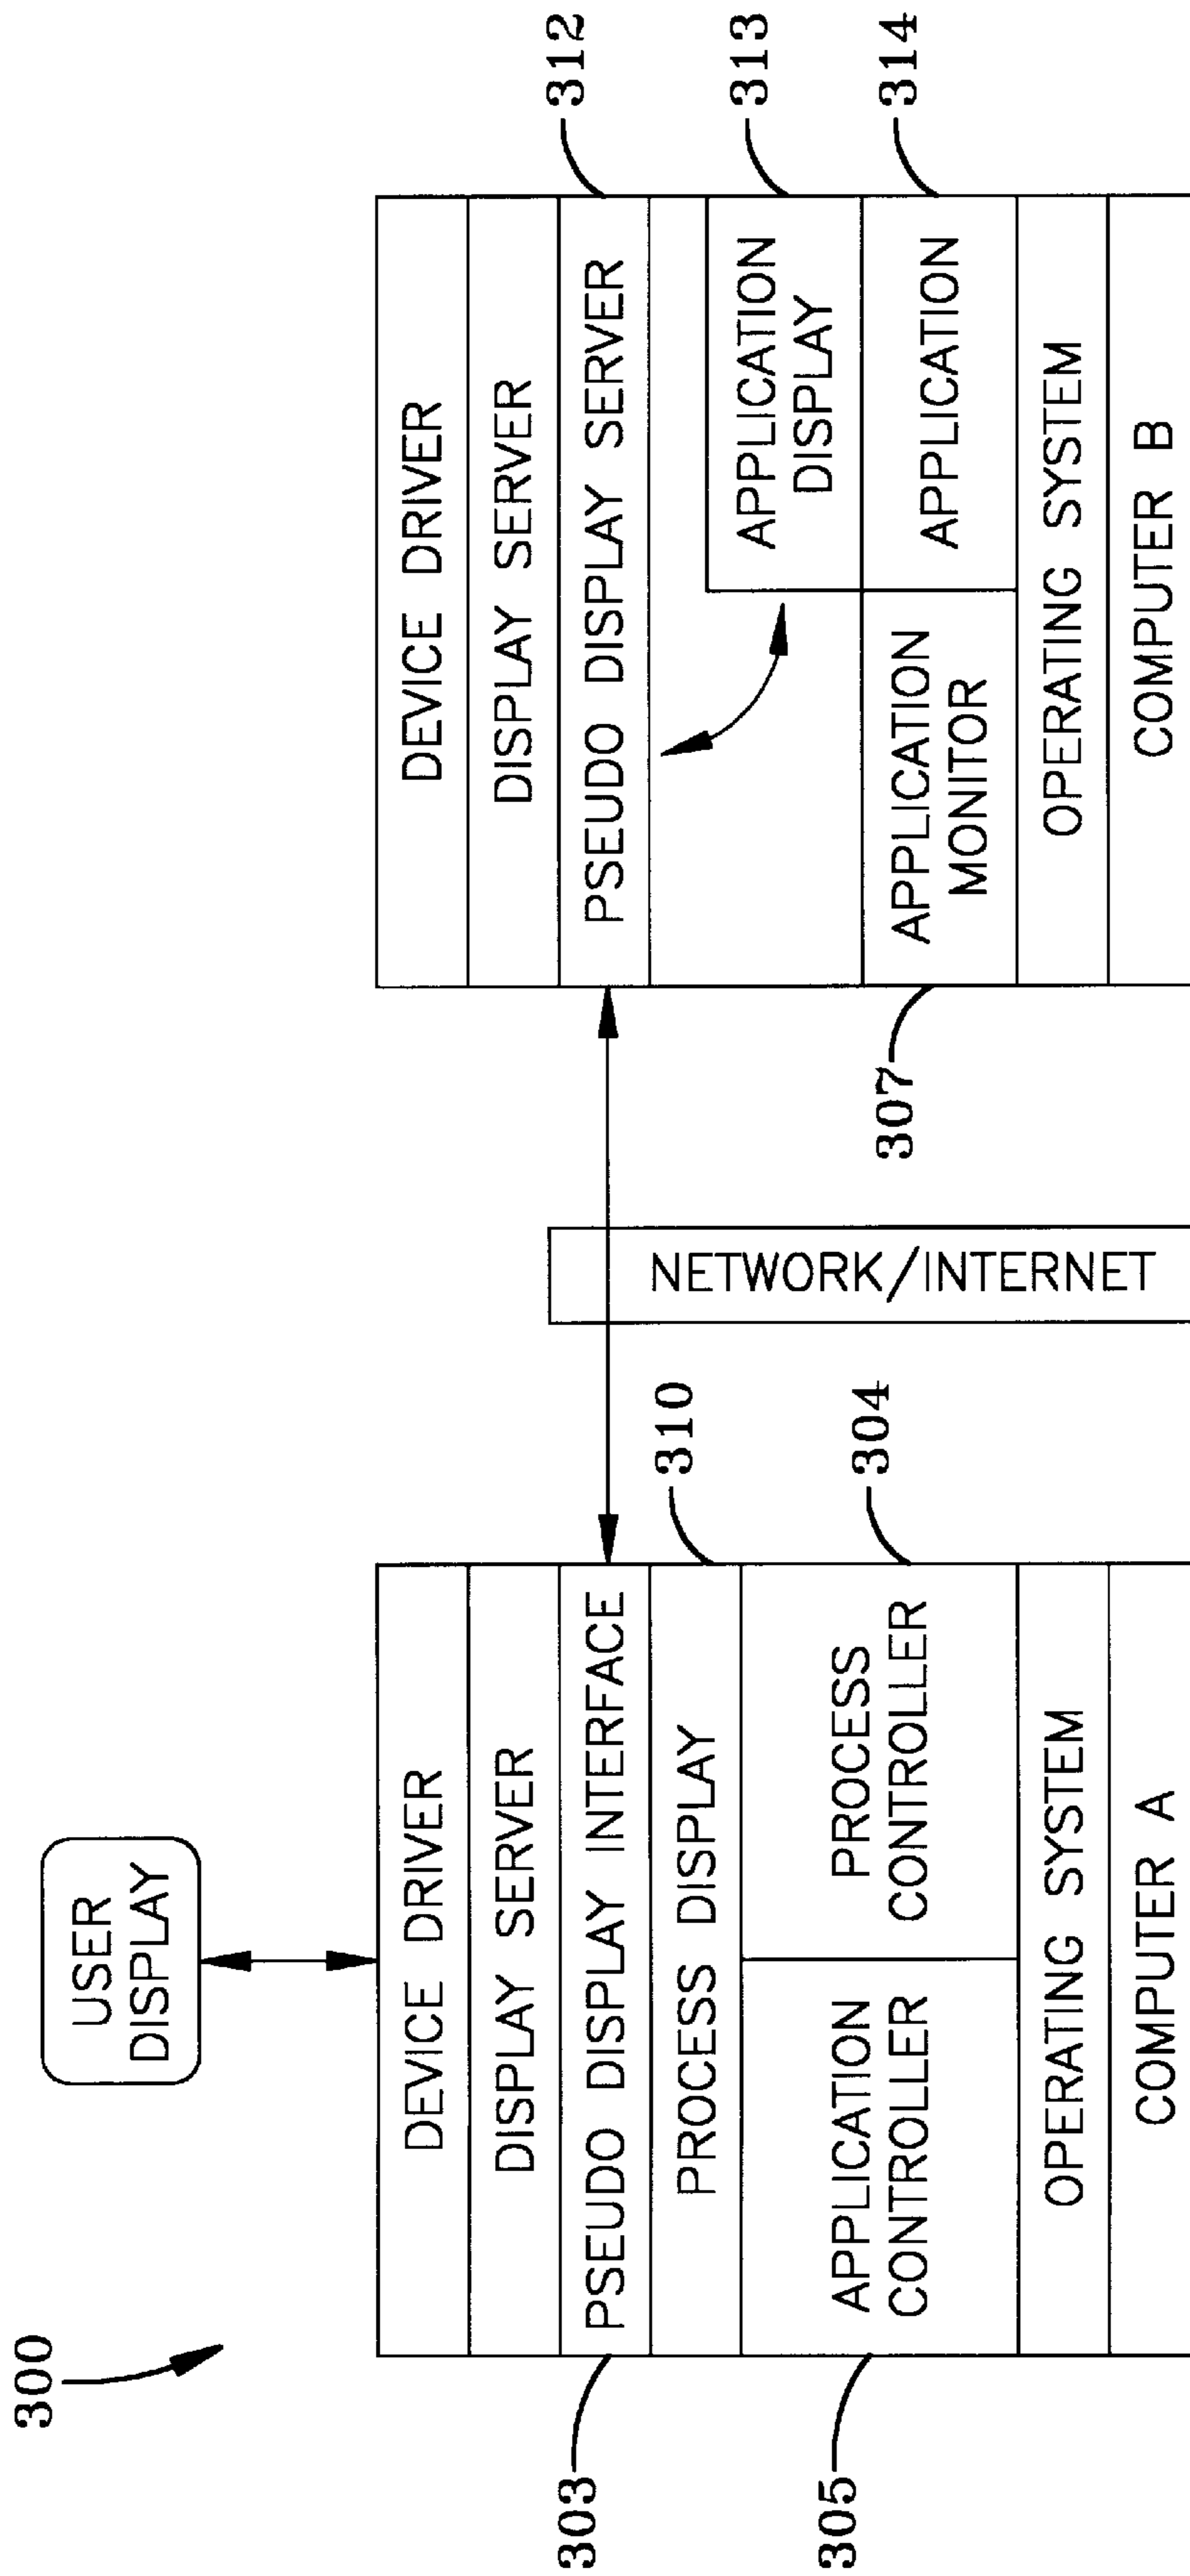 300
USER
DISPLAY
DEVICE DRIVER
DISPLAY SERVER
303
PSEUDO DISPLAY INTERFACE
PROCESS DISPLAY
310
305
APPLICATION
CONTROLLER
PROCESS
CONTROLLER
304
OPERATING SYSTEM
COMPUTER A
NETWORK/INTERNET
DEVICE DRIVER
DISPLAY SERVER
PSEUDO DISPLAY SERVER
312
APPLICATION
DISPLAY
313
307
APPLICATION
MONITOR
APPLICATION
314
OPERATING SYSTEM
COMPUTER B